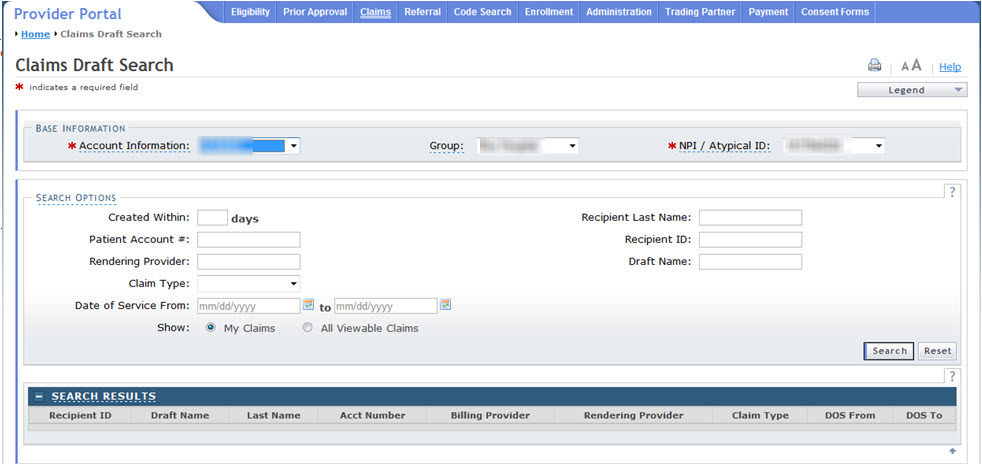 Provider Portal Eligibility Prior Approval Claims Referral Code Search Enrollment Administration Trading Partner Payment Consent Forms
Home Claims Draft Search
Claims Draft Search A A Help
* indicates a required field Legend
BASE INFORMATION
* Account Information: Group: * NPI / Atypical ID:
?
SEARCH OPTIONS
Created Within: days Recipient Last Name:
Patient Account #: Recipient ID:
Rendering Provider: Draft Name:
Claim Type:
Date of Service From: mm/dd/yyyy to mm/dd/yyyy
Show: My Claims All Viewable Claims
Search Reset
?
SEARCH RESULTS
Recipient ID Draft Name Last Name Acct Number Billing Provider Rendering Provider Claim Type DOS From DOS To